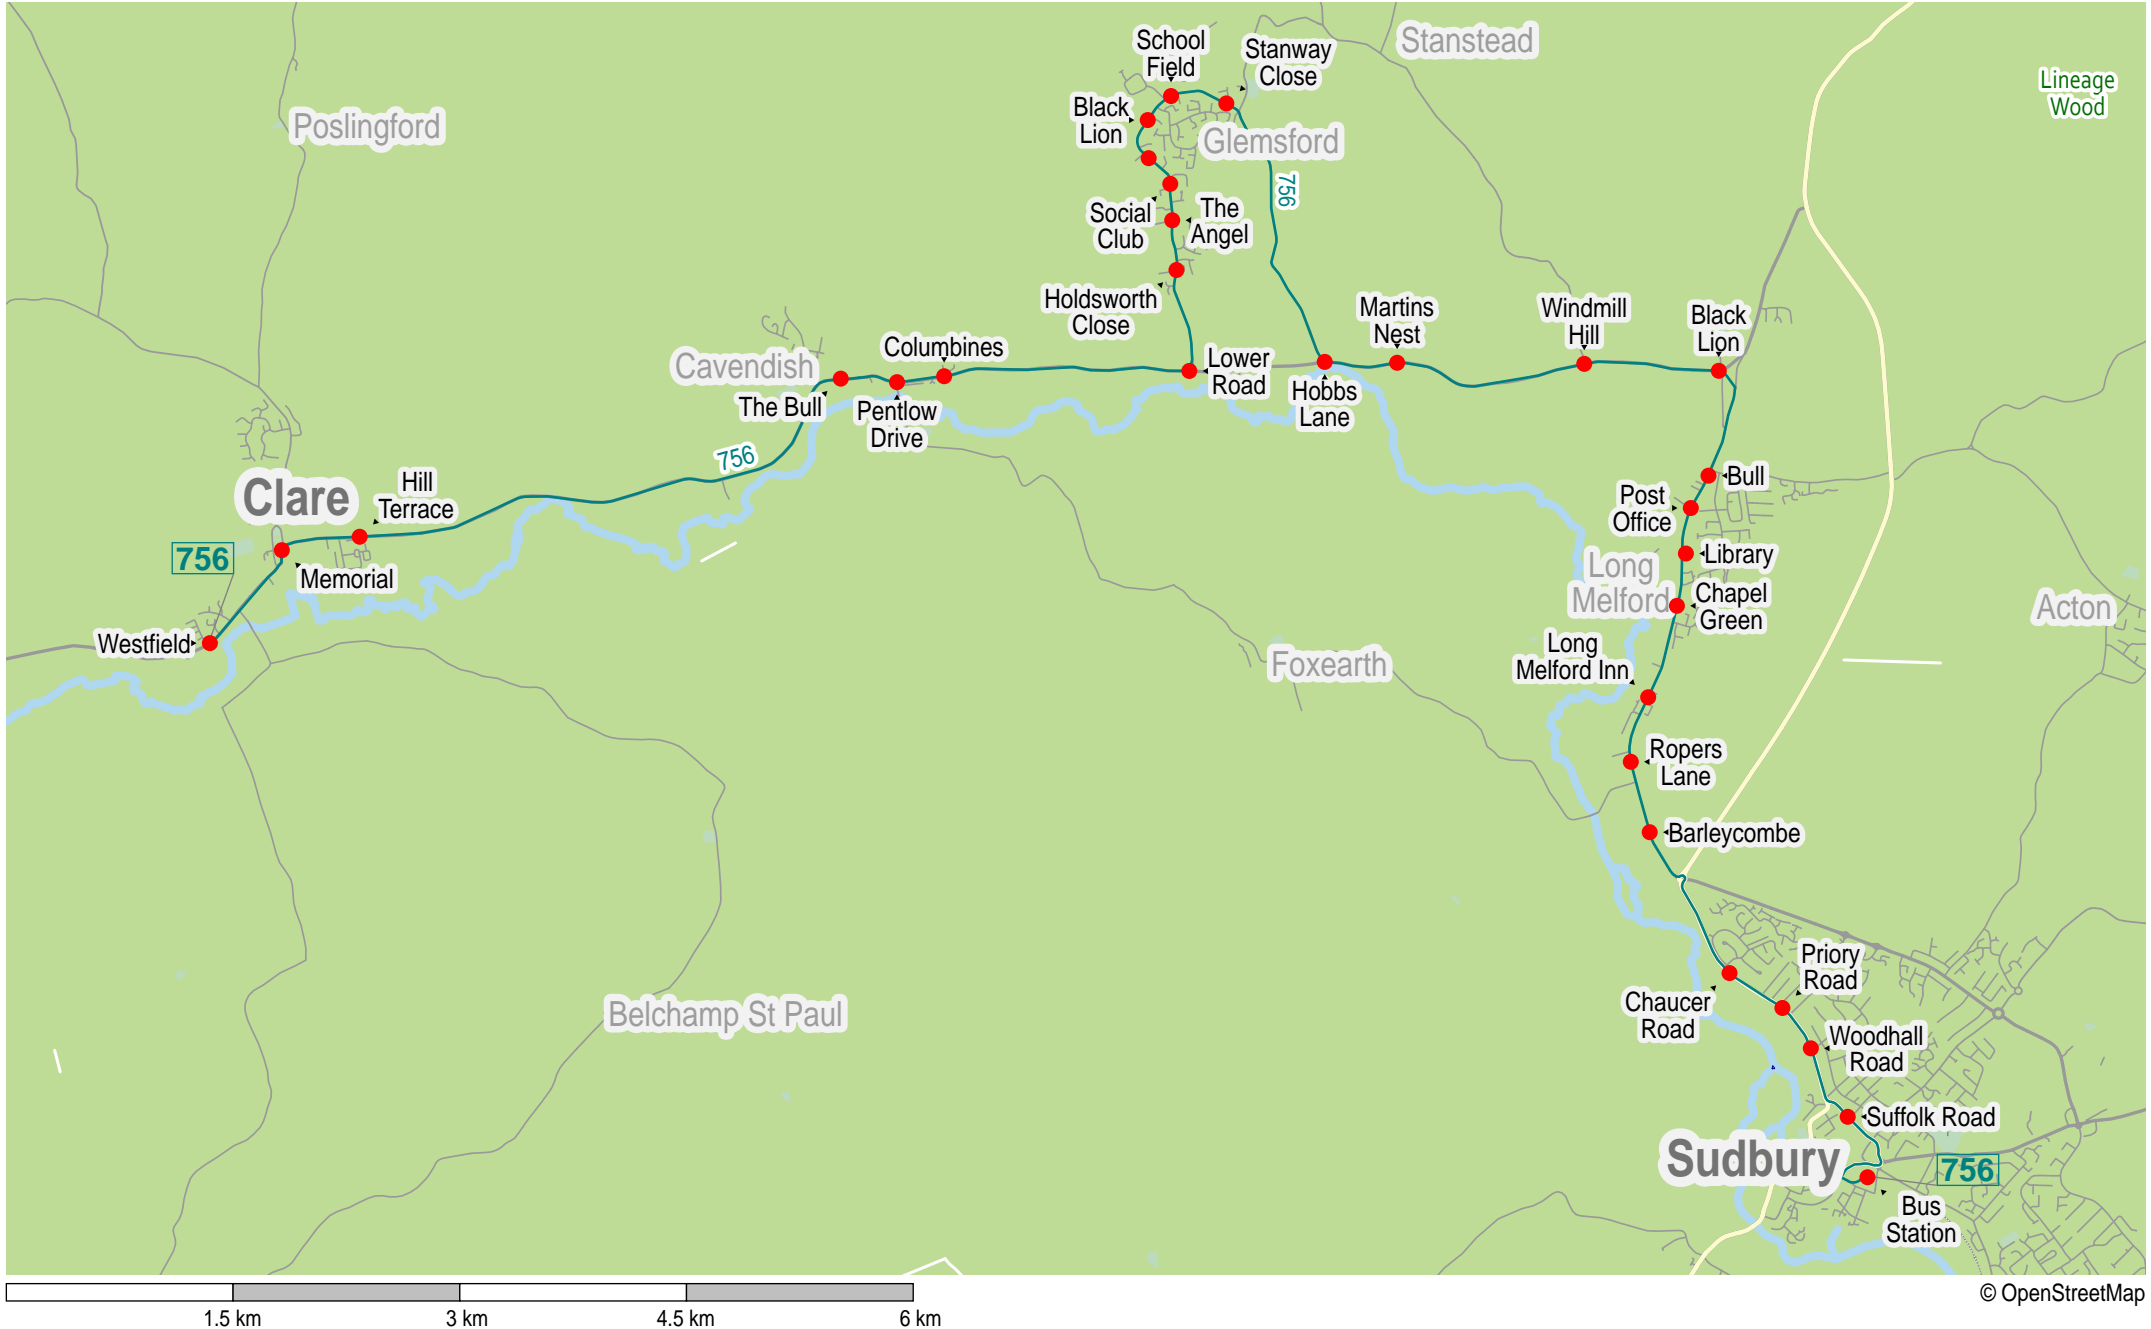 School
Field
Stanway
Close
Stanstead
Lineage
Wood
Black
Lion
Poslingford
Glemsford
756
Social
Club
The
Angel
Holdsworth
Close
Martins
Nest
Windmill
Hill
Black
Lion
Columbines
Cavendish
Lower
Road
The Bull
Pentlow
Drive
Hobbs
Lane
756
Hill
Terrace
Clare
Bull
Post
Office
756
Library
Memorial
Long
Melford
Chapel
Green
Acton
Westfield
Long
Melford Inn
Foxearth
Ropers
Lane
Barleycombe
Priory
Road
Chaucer
Road
Belchamp St Paul
Woodhall
Road
Suffolk Road
Sudbury
756
Bus
Station
© OpenStreetMap
1.5 km
3 km
4.5 km
6 km